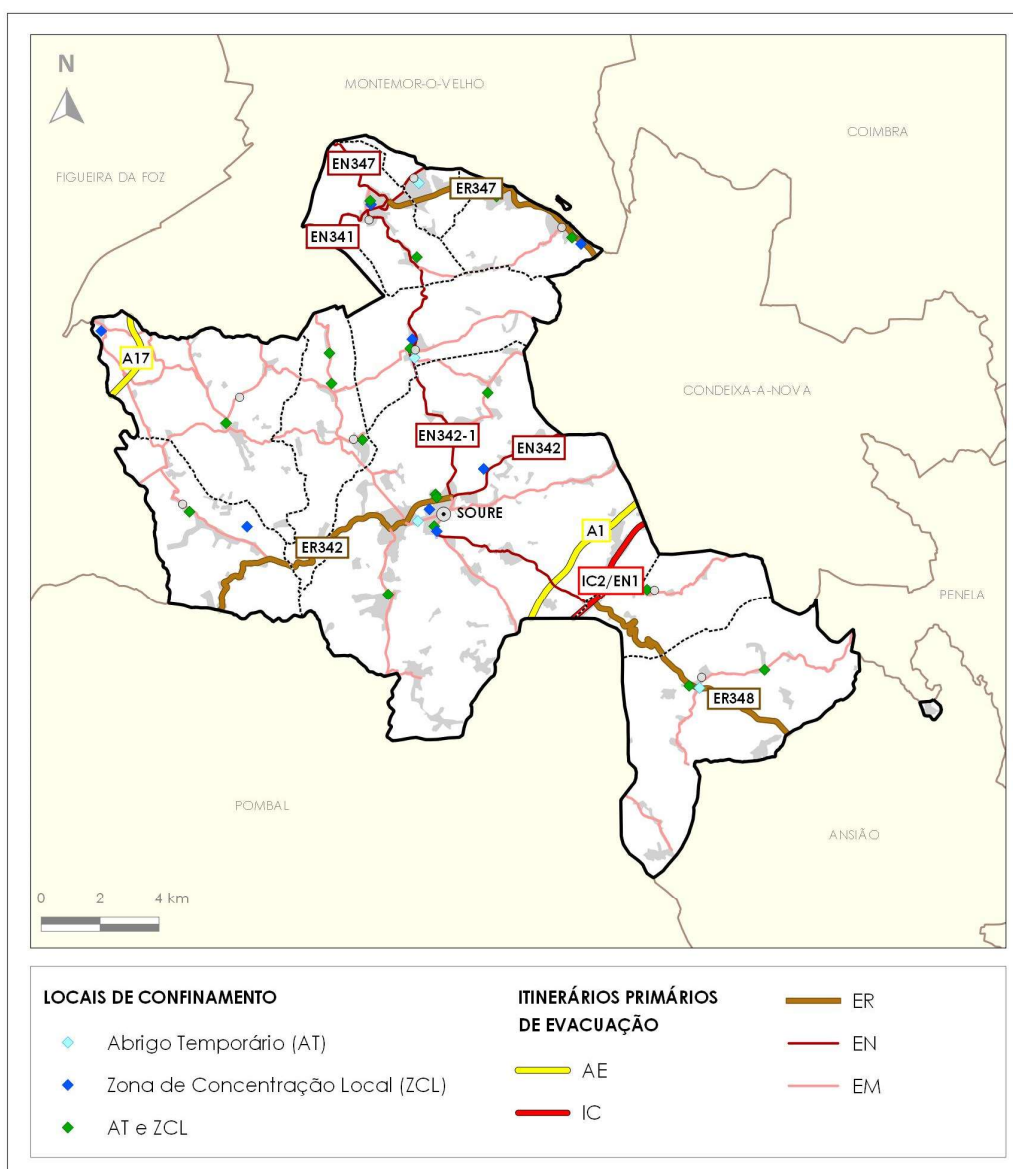 N
MONTEMOR-O-VELHO
COIMBRA
FIGUEIRA DA FOZ
EN347
ER347
EN341
A17
CONDEIXA-A-NOVA
EN342-1
EN342
SOURE
ER342
A1
IC2/EN1
PENELA
ER348
POMBAL
ANSIÃO
0 2 4 km
LOCAIS DE CONFINAMENTO
Abrigo Temporário (AT)
Zona de Concentração Local (ZCL)
AT e ZCL
ITINERÁRIOS PRIMÁRIOS
DE EVACUAÇÃO
AE
IC
ER
EN
EM